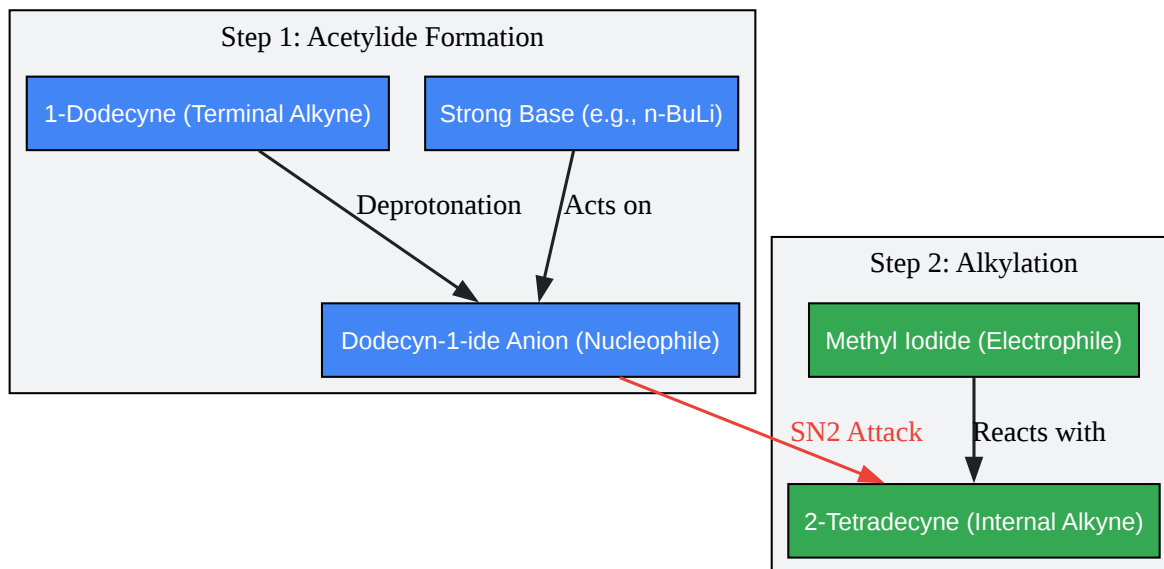 Step 1: Acetylide Formation
1-Dodecyne (Terminal Alkyne)
Strong Base (e.g., n-BuLi)
Deprotonation
Acts on
Dodecyn-1-ide Anion (Nucleophile)
Step 2: Alkylation
Methyl Iodide (Electrophile)
SN2 Attack
Reacts with
2-Tetradecyne (Internal Alkyne)